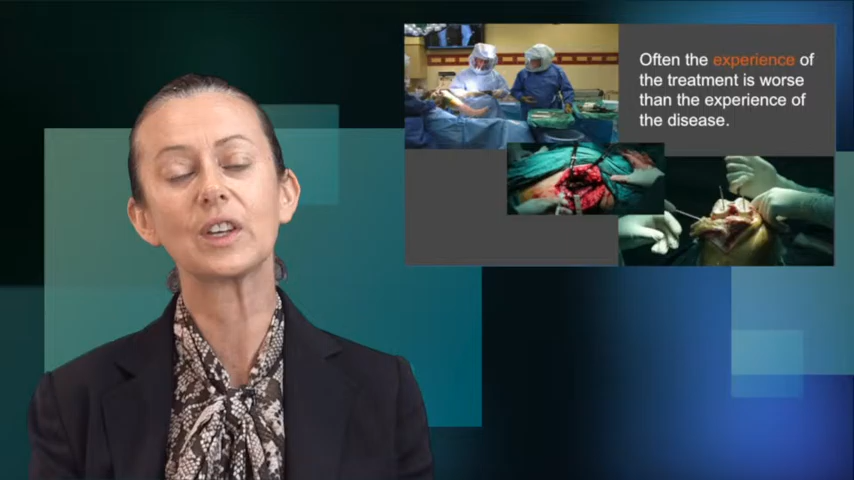 Often the experience of
the treatment is worse
than the experience of
the disease.